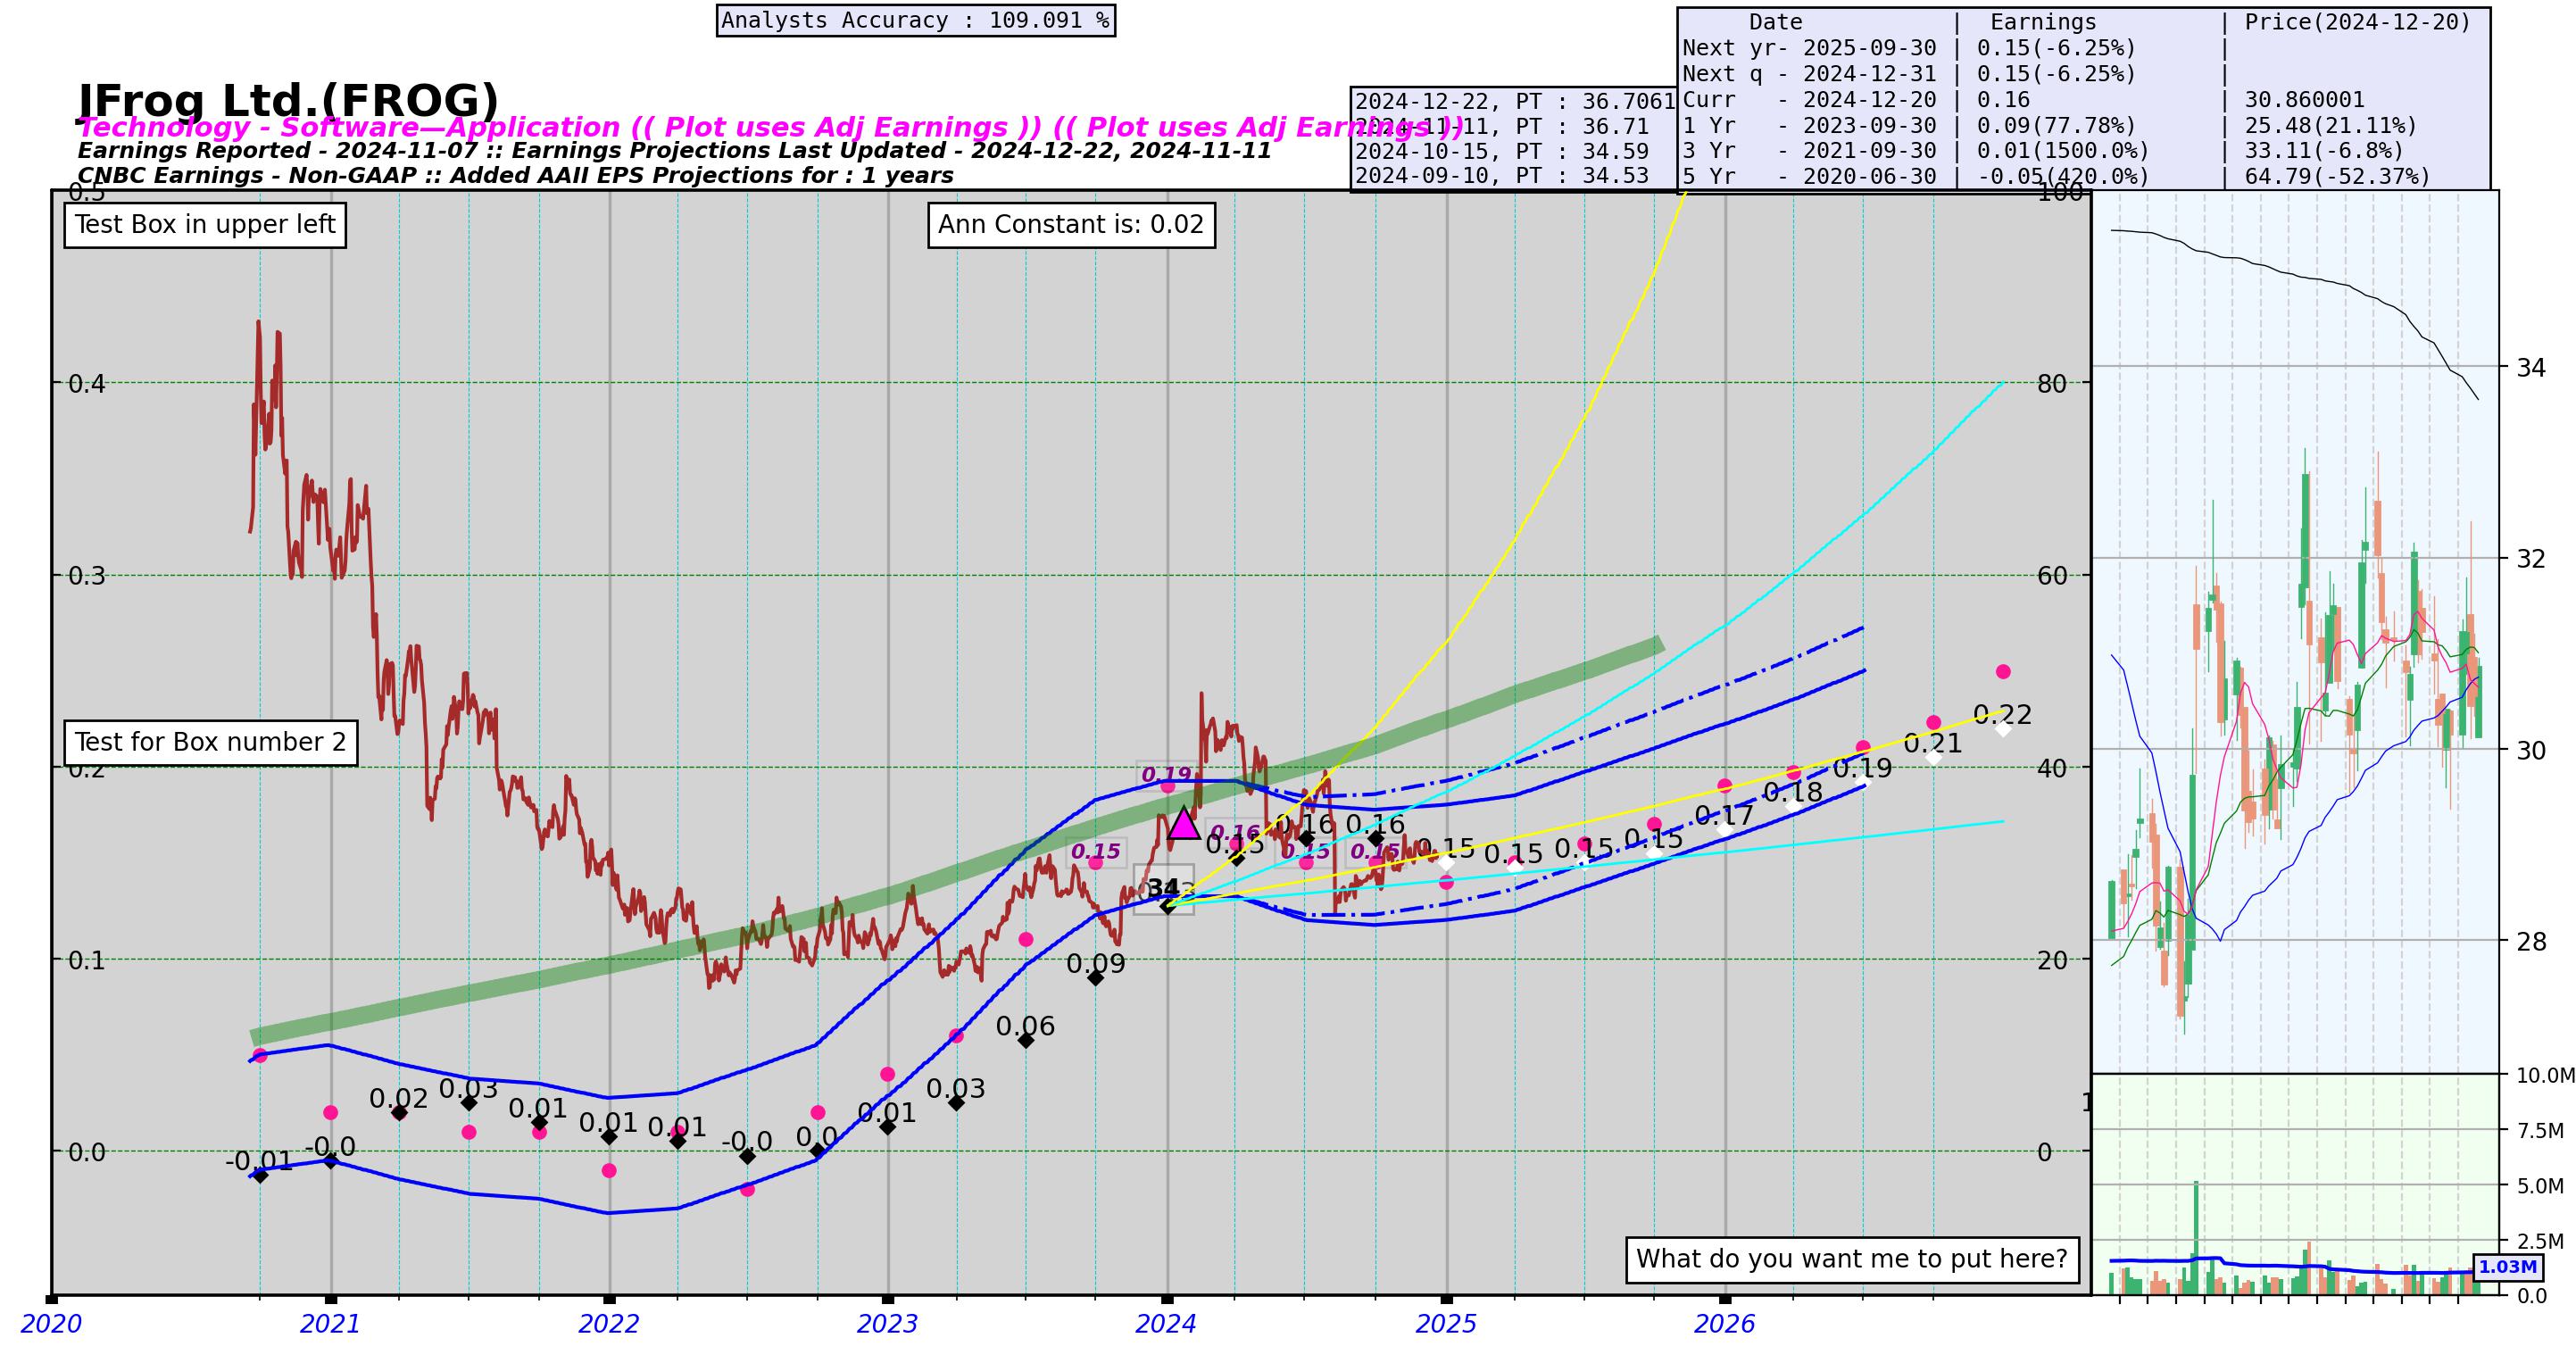 Analysts Accuracy : 109.091 %
Date | Earnings | Price(2024-12-20)
Next yr- 2025-09-30 | 0.15(-6.25%) |
Next q - 2024-12-31 | 0.15(-6.25%) |
Curr - 2024-12-20 | 0.16 | 30.860001
1 Yr - 2023-09-30 | 0.09(77.78%) | 25.48(21.11%)
3 Yr - 2021-09-30 | 0.01(1500.0%) | 33.11(-6.8%)
5 Yr - 2020-06-30 | -0.05(420.0%) | 64.79(-52.37%)
JFrog Ltd.(FROG)
Technology - Software—Application (( Plot uses Adj Earnings )) (( Plot uses Adj Earnings ))
Earnings Reported - 2024-11-07 :: Earnings Projections Last Updated - 2024-12-22, 2024-11-11
CNBC Earnings - Non-GAAP :: Added AAII EPS Projections for : 1 years
2024-12-22, PT : 36.7061
2024-11-11, PT : 36.71
2024-10-15, PT : 34.59
2024-09-10, PT : 34.53
0.5
100
Test Box in upper left
Ann Constant is: 0.02
0.4
80
34
0.3
60
32
Test for Box number 2
0.2
40
30
0.1
20
28
0.0
0
10.0M
7.5M
5.0M
2.5M
0.0
1.03M
1
-0.01
-0.0
0.02
0.03
0.01
0.01
0.01
-0.0
0.0
0.01
0.03
0.06
0.09
34
0.15
0.16
0.16
0.15
0.15
0.15
0.15
0.17
0.18
0.19
0.21
0.22
0.15
0.19
0.16
0.15
0.15
What do you want me to put here?
2020
2021
2022
2023
2024
2025
2026